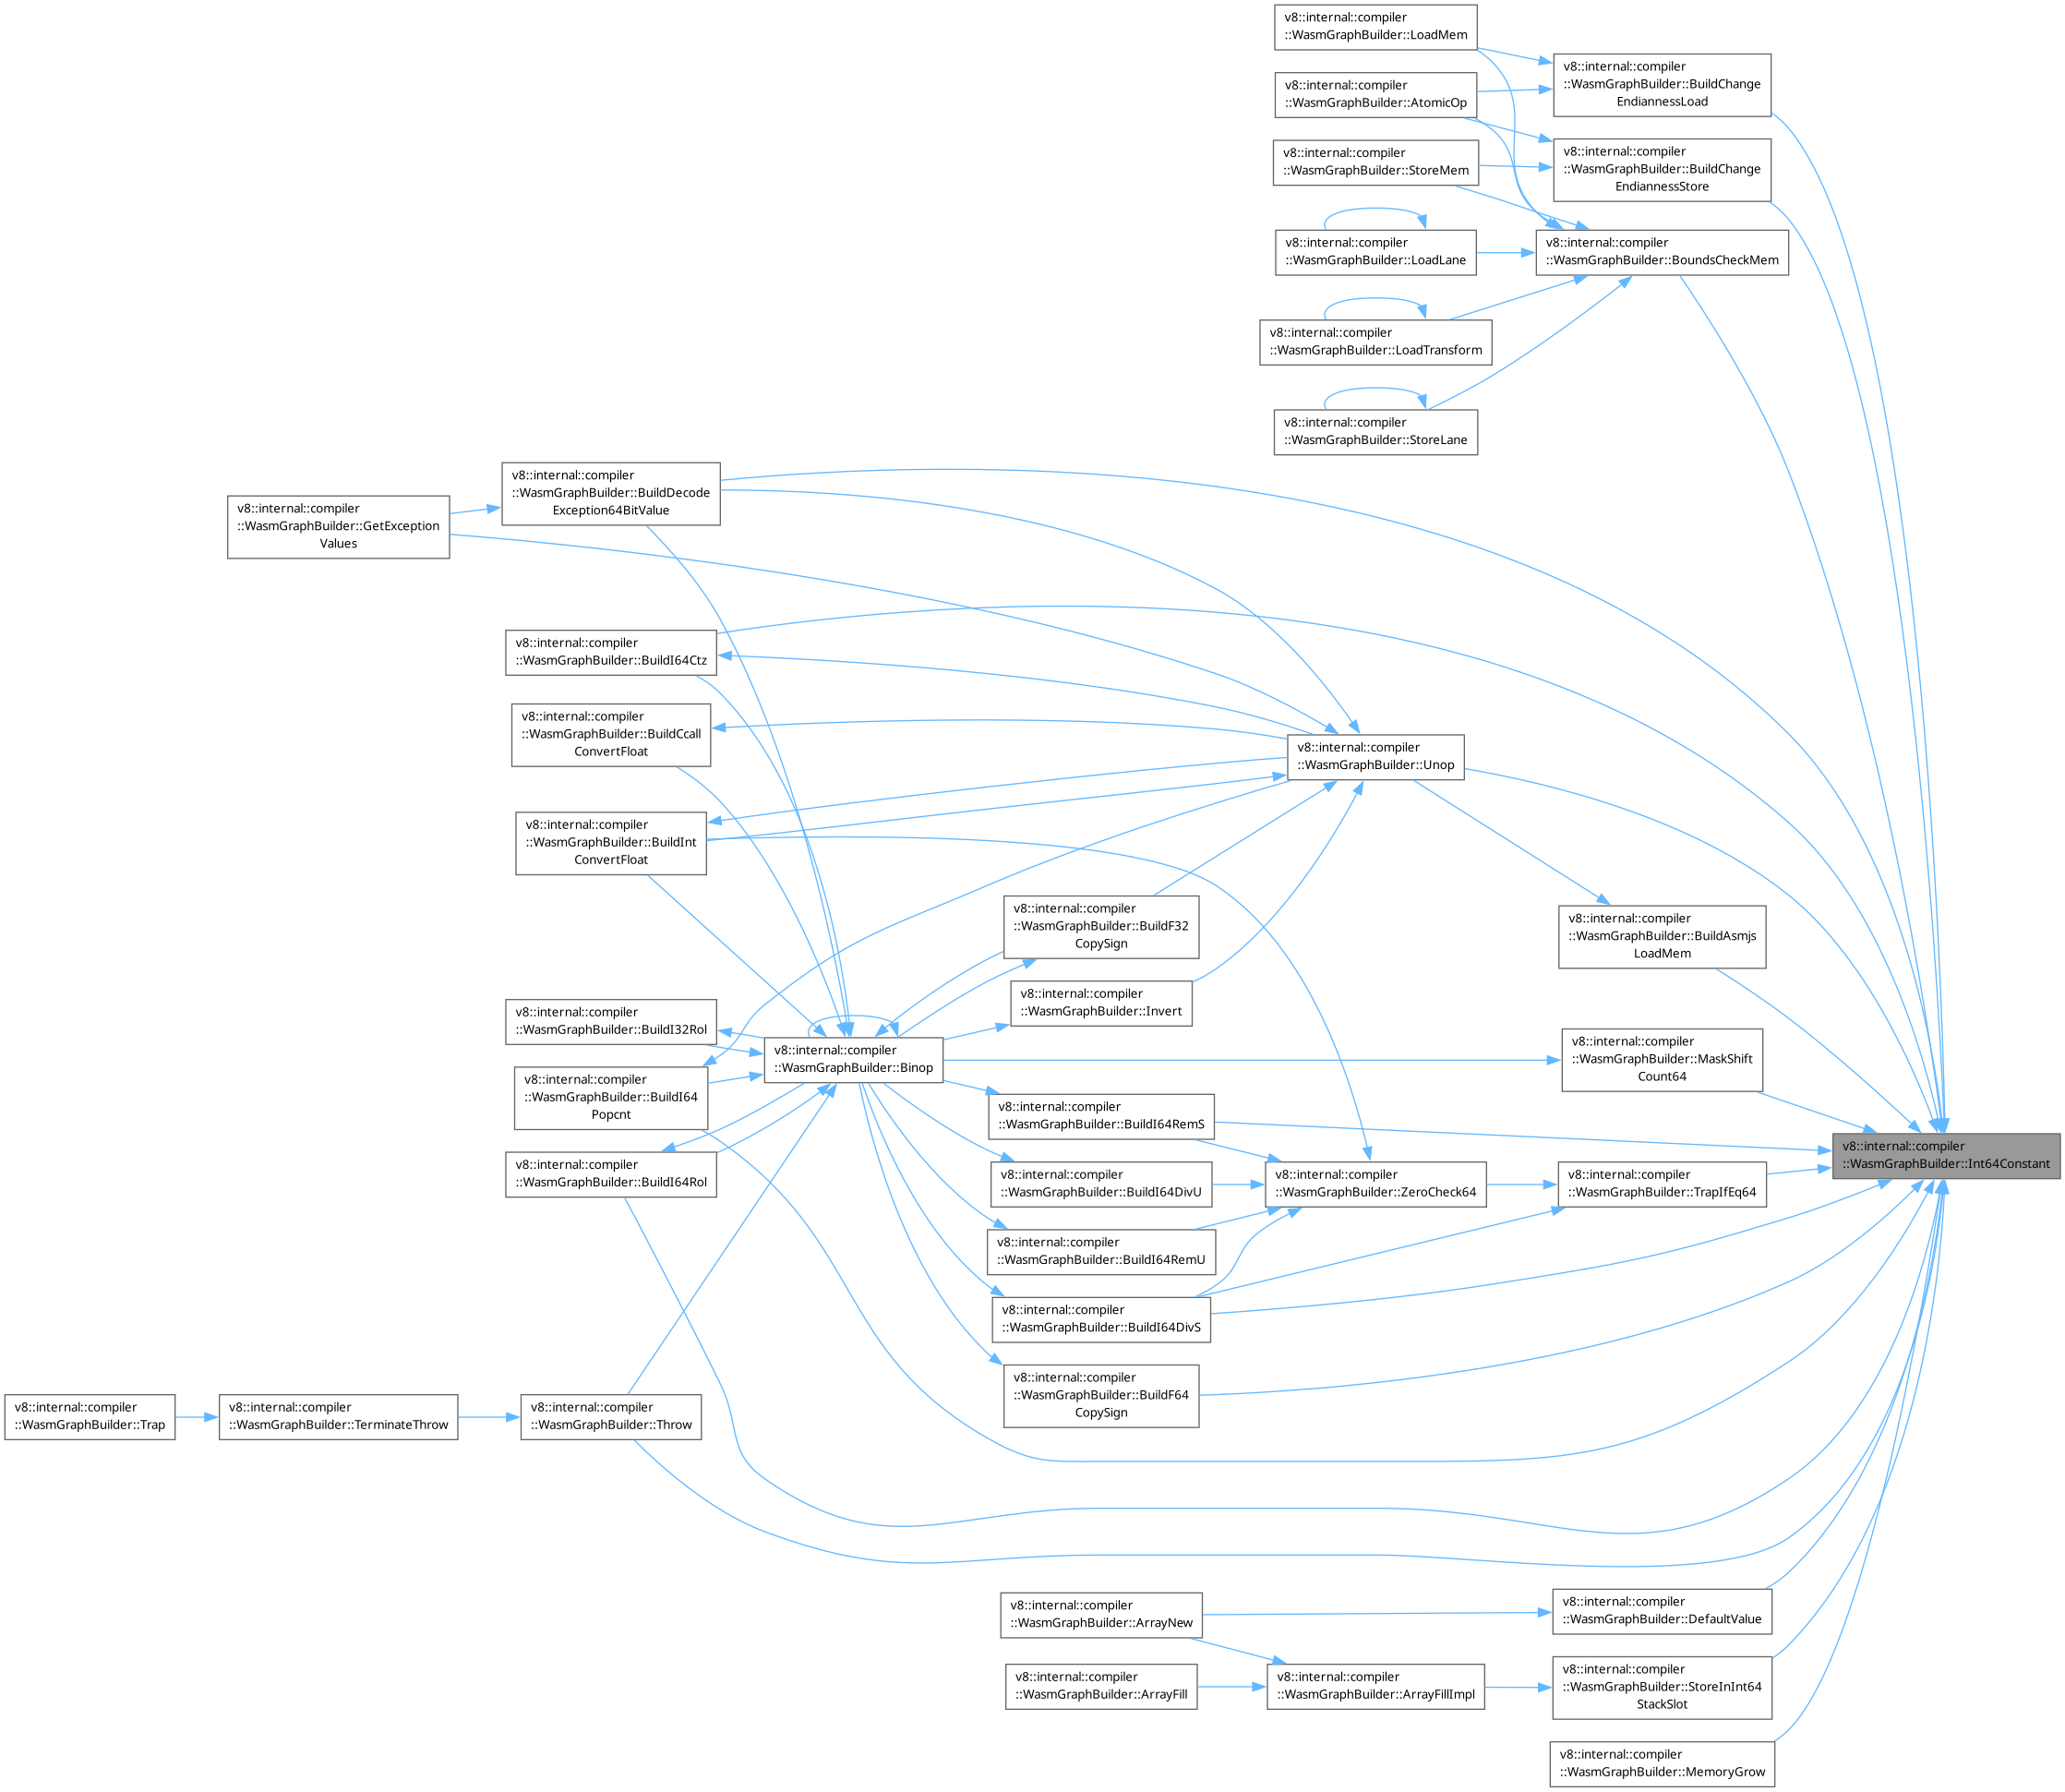 v8::internal::compiler
::WasmGraphBuilder::LoadMem
v8::internal::compiler
::WasmGraphBuilder::BuildChange
EndiannessLoad
v8::internal::compiler
::WasmGraphBuilder::AtomicOp
v8::internal::compiler
::WasmGraphBuilder::StoreMem
v8::internal::compiler
::WasmGraphBuilder::BuildChange
EndiannessStore
v8::internal::compiler
::WasmGraphBuilder::LoadLane
v8::internal::compiler
::WasmGraphBuilder::BoundsCheckMem
v8::internal::compiler
::WasmGraphBuilder::LoadTransform
v8::internal::compiler
::WasmGraphBuilder::StoreLane
v8::internal::compiler
::WasmGraphBuilder::BuildDecode
Exception64BitValue
v8::internal::compiler
::WasmGraphBuilder::GetException
Values
v8::internal::compiler
::WasmGraphBuilder::BuildI64Ctz
v8::internal::compiler
::WasmGraphBuilder::BuildCcall
ConvertFloat
v8::internal::compiler
::WasmGraphBuilder::Unop
v8::internal::compiler
::WasmGraphBuilder::BuildInt
ConvertFloat
v8::internal::compiler
::WasmGraphBuilder::BuildF32
CopySign
v8::internal::compiler
::WasmGraphBuilder::BuildAsmjs
LoadMem
v8::internal::compiler
::WasmGraphBuilder::Invert
v8::internal::compiler
::WasmGraphBuilder::BuildI32Rol
v8::internal::compiler
::WasmGraphBuilder::Binop
v8::internal::compiler
::WasmGraphBuilder::MaskShift
Count64
v8::internal::compiler
::WasmGraphBuilder::BuildI64
Popcnt
v8::internal::compiler
::WasmGraphBuilder::BuildI64RemS
v8::internal::compiler
::WasmGraphBuilder::Int64Constant
v8::internal::compiler
::WasmGraphBuilder::BuildI64Rol
v8::internal::compiler
::WasmGraphBuilder::BuildI64DivU
v8::internal::compiler
::WasmGraphBuilder::ZeroCheck64
v8::internal::compiler
::WasmGraphBuilder::TrapIfEq64
v8::internal::compiler
::WasmGraphBuilder::BuildI64RemU
v8::internal::compiler
::WasmGraphBuilder::BuildI64DivS
v8::internal::compiler
::WasmGraphBuilder::BuildF64
CopySign
v8::internal::compiler
::WasmGraphBuilder::Trap
v8::internal::compiler
::WasmGraphBuilder::TerminateThrow
v8::internal::compiler
::WasmGraphBuilder::Throw
v8::internal::compiler
::WasmGraphBuilder::ArrayNew
v8::internal::compiler
::WasmGraphBuilder::DefaultValue
v8::internal::compiler
::WasmGraphBuilder::ArrayFill
v8::internal::compiler
::WasmGraphBuilder::ArrayFillImpl
v8::internal::compiler
::WasmGraphBuilder::StoreInInt64
StackSlot
v8::internal::compiler
::WasmGraphBuilder::MemoryGrow